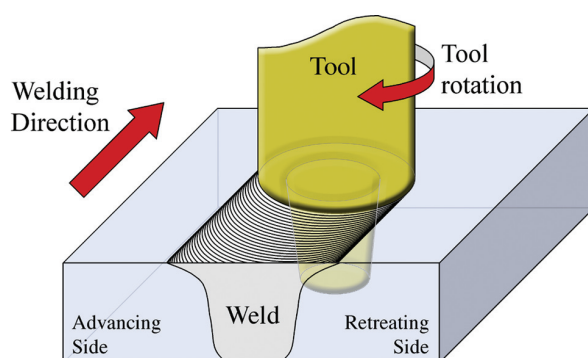 Tool
Tool
rotation
Welding
Direction
Weld
Advancing
Side
Retreating
Side